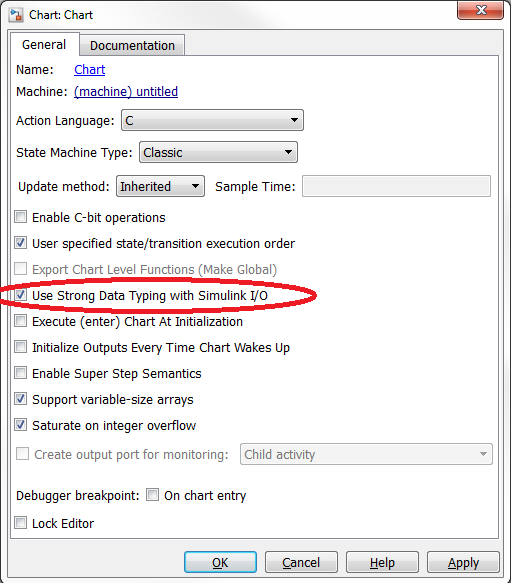 Chart: Chart
General Documentation
Name: Chart
Machine: (machine) untitled
Action Language: C
State Machine Type: Classic
Update method: Inherited Sample Time:
Enable C-bit operations
User specified state/transition execution order
Export Chart Level Functions (Make Global)
Use Strong Data Typing with Simulink I/O
Execute (enter) Chart At Initialization
Initialize Outputs Every Time Chart Wakes Up
Enable Super Step Semantics
Support variable-size arrays
Saturate on integer overflow
Create output port for monitoring: Child activity
Debugger breakpoint: On chart entry
Lock Editor
OK Cancel Help Apply